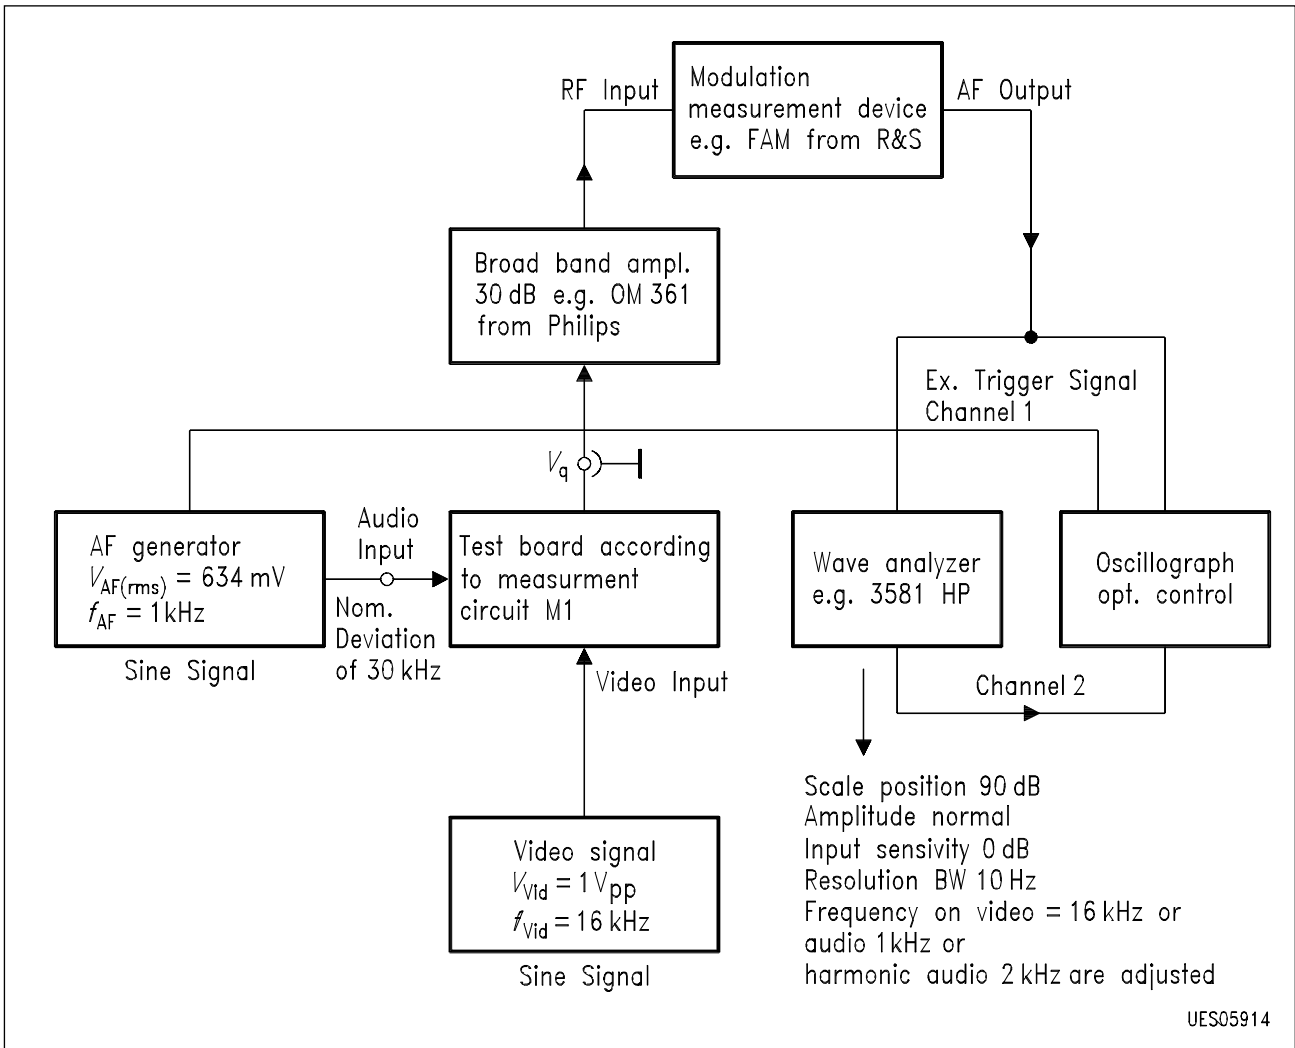 RF Input
Modulation
measurement device
e.g. FAM from R&S
AF Output
Broad band ampl.
30 dB e.g. OM 361
from Philips
Ex. Trigger Signal
Channel 1
Vq
AF generator
VAF(rms) = 634 mV
fAF = 1 kHz
Sine Signal
Audio
Input
Nom.
Deviation
of 30 kHz
Test board according
to measurment
circuit M1
Wave analyzer
e.g. 3581 HP
Oscillograph
opt. control
Video Input
Channel 2
Video signal
VVid = 1 Vpp
fVid = 16 kHz
Sine Signal
Scale position 90 dB
Amplitude normal
Input sensivity 0 dB
Resolution BW 10 Hz
Frequency on video = 16 kHz or
audio 1 kHz or
harmonic audio 2 kHz are adjusted
UES05914